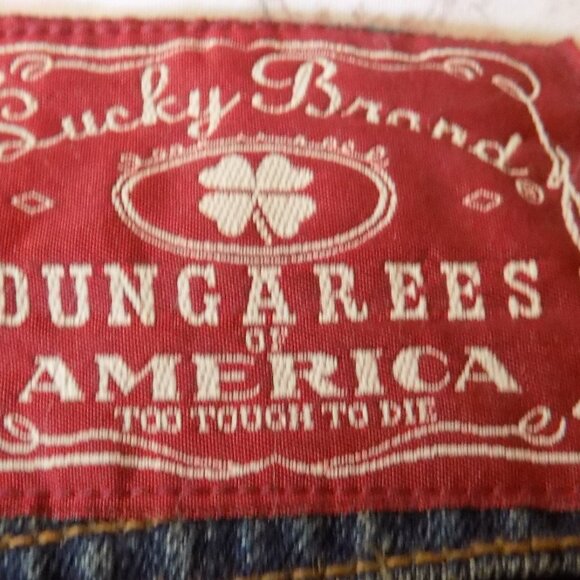 Lucky Brand®
DUNGAREES
OF
AMERICA
TOO TOUGH TO DIE